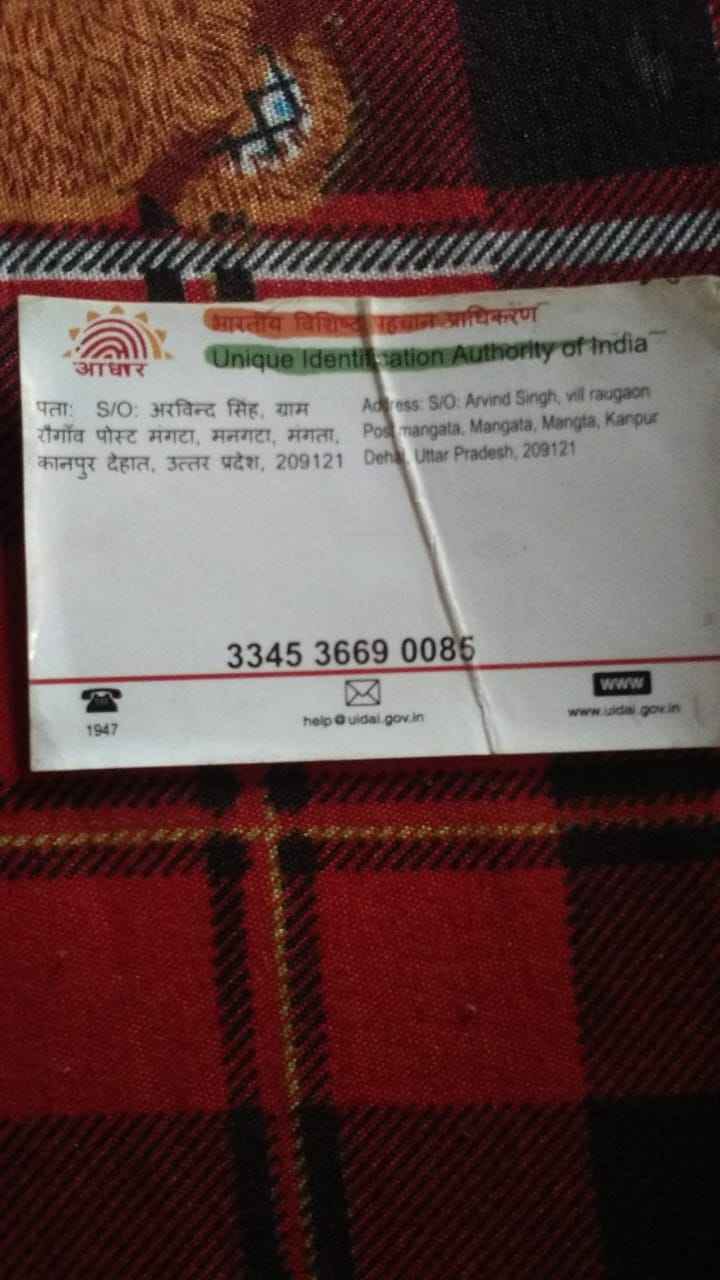 आधार
भारतीय विशिष्ट पहचान प्राधिकरण
Unique Identification Authority of India
पता: S/O: अरविन्द सिंह, ग्राम
रौगाँव पोस्ट मंगटा, मनगटा, मंगता,
कानपुर देहात, उत्तर प्रदेश, 209121
Address: S/O: Arvind Singh, vill raugaon
Post mangata, Mangata, Mangta, Kanpur
Dehat, Uttar Pradesh, 209121
3345 3669 0085
1947
help@uidai.gov.in
WWW
www.uidai.gov.in